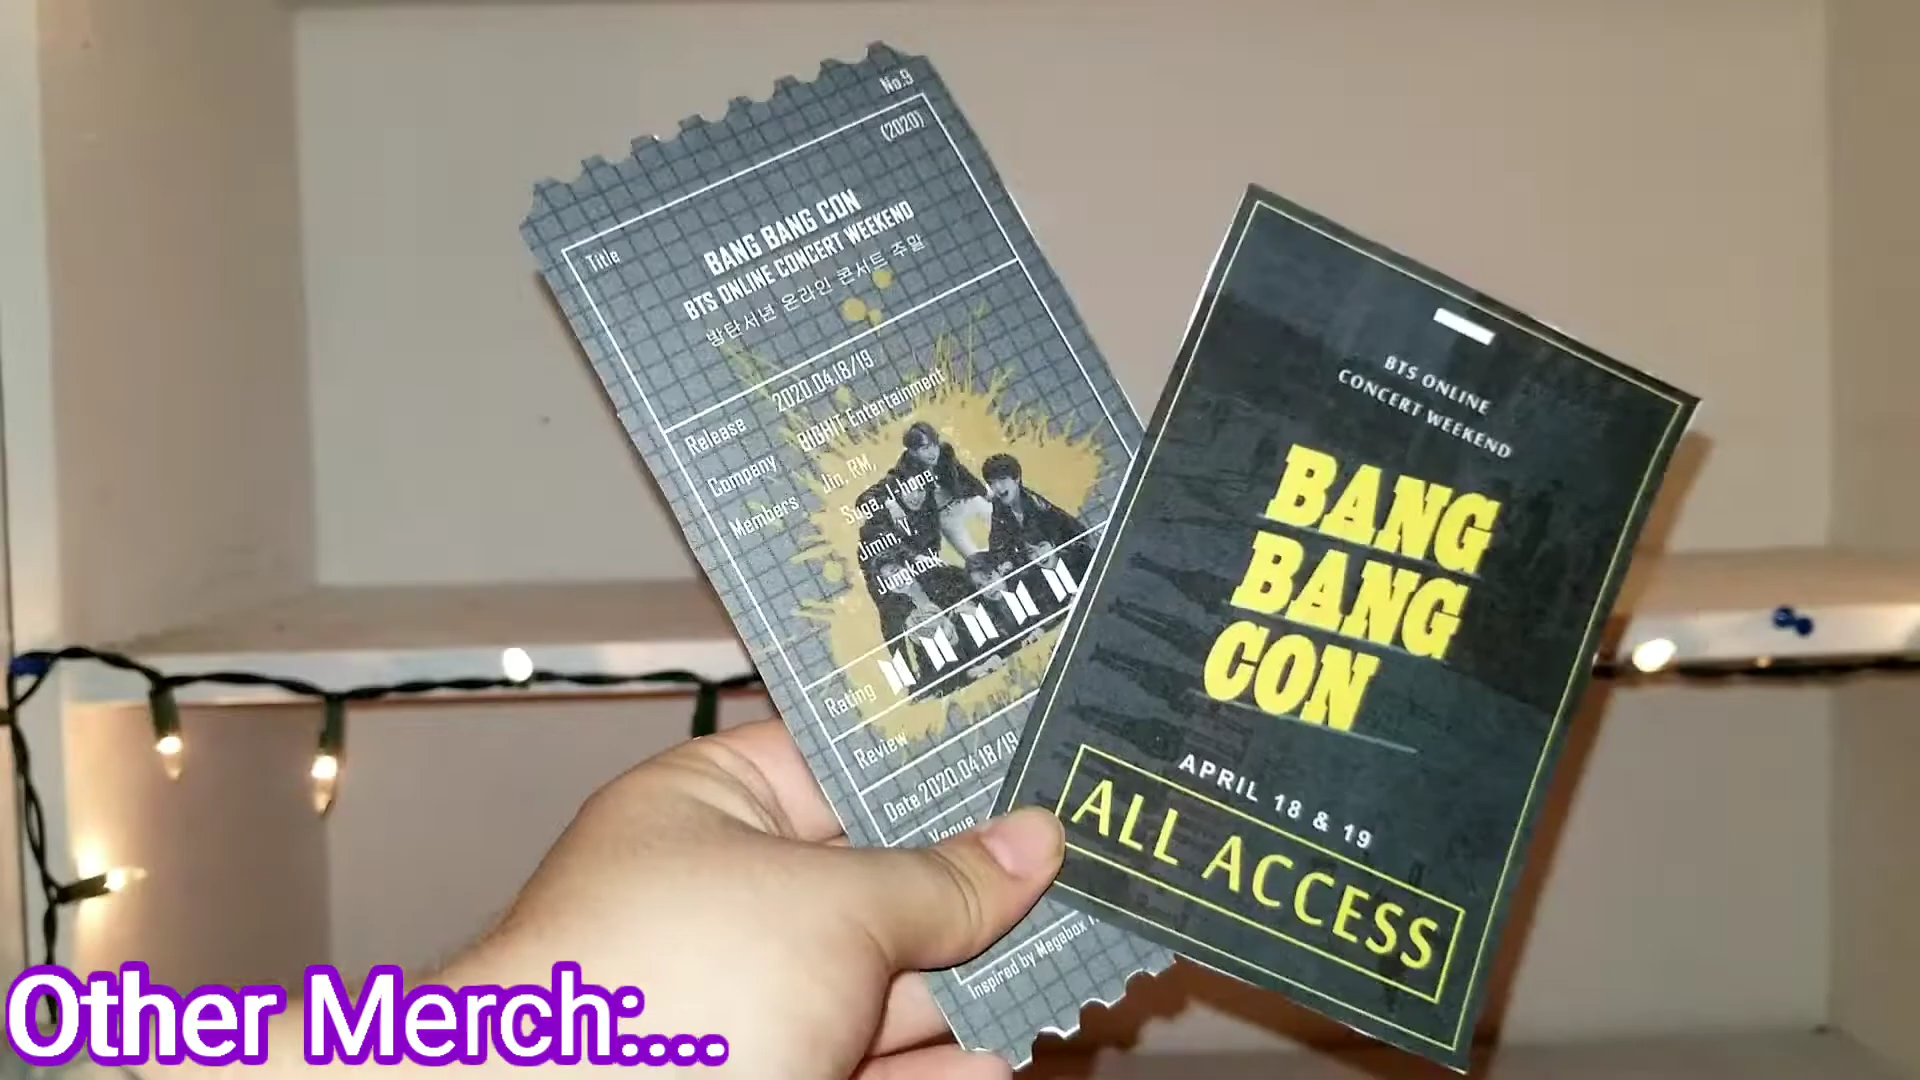 No.9
(2020)
Title
BANG BANG CON
BTS ONLINE CONCERT WEEKEND
방탄서년 온라인 콘서트 주말
Release 2020.04.18/19
Company BIGHIT Entertainment
Members Jin, RM,
Suga, J-hope,
Jimin, V,
Jungkook
Rating
Review
Date 2020.04.18/19
Venue
Inspired by Megabox
BTS ONLINE
CONCERT WEEKEND
BANG
BANG
CON
APRIL 18 & 19
ALL ACCESS
Other Merch:....